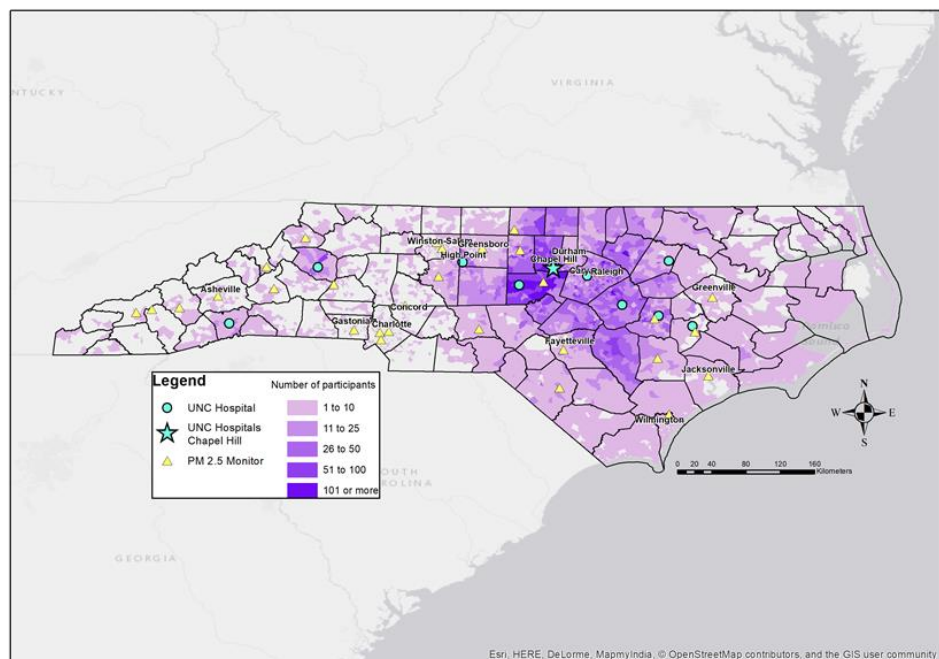 VIRGINIA
NTUCKY
Winston-Salem
Greensboro
High Point
Durham
Chapel Hill
Cary
Raleigh
Greenville
Asheville
Concord
Gastonia
Charlotte
Fayetteville
Jacksonville
Wilmington
Legend
Number of participants
UNC Hospital
UNC Hospitals
Chapel Hill
PM 2.5 Monitor
1 to 10
11 to 25
26 to 50
51 to 100
101 or more
N
W
E
S
0 20 40 80 120 160
Kilometers
OUTH
ROLINA
GEORGIA
Esri, HERE, DeLorme, MapmyIndia, © OpenStreetMap contributors, and the GIS user community